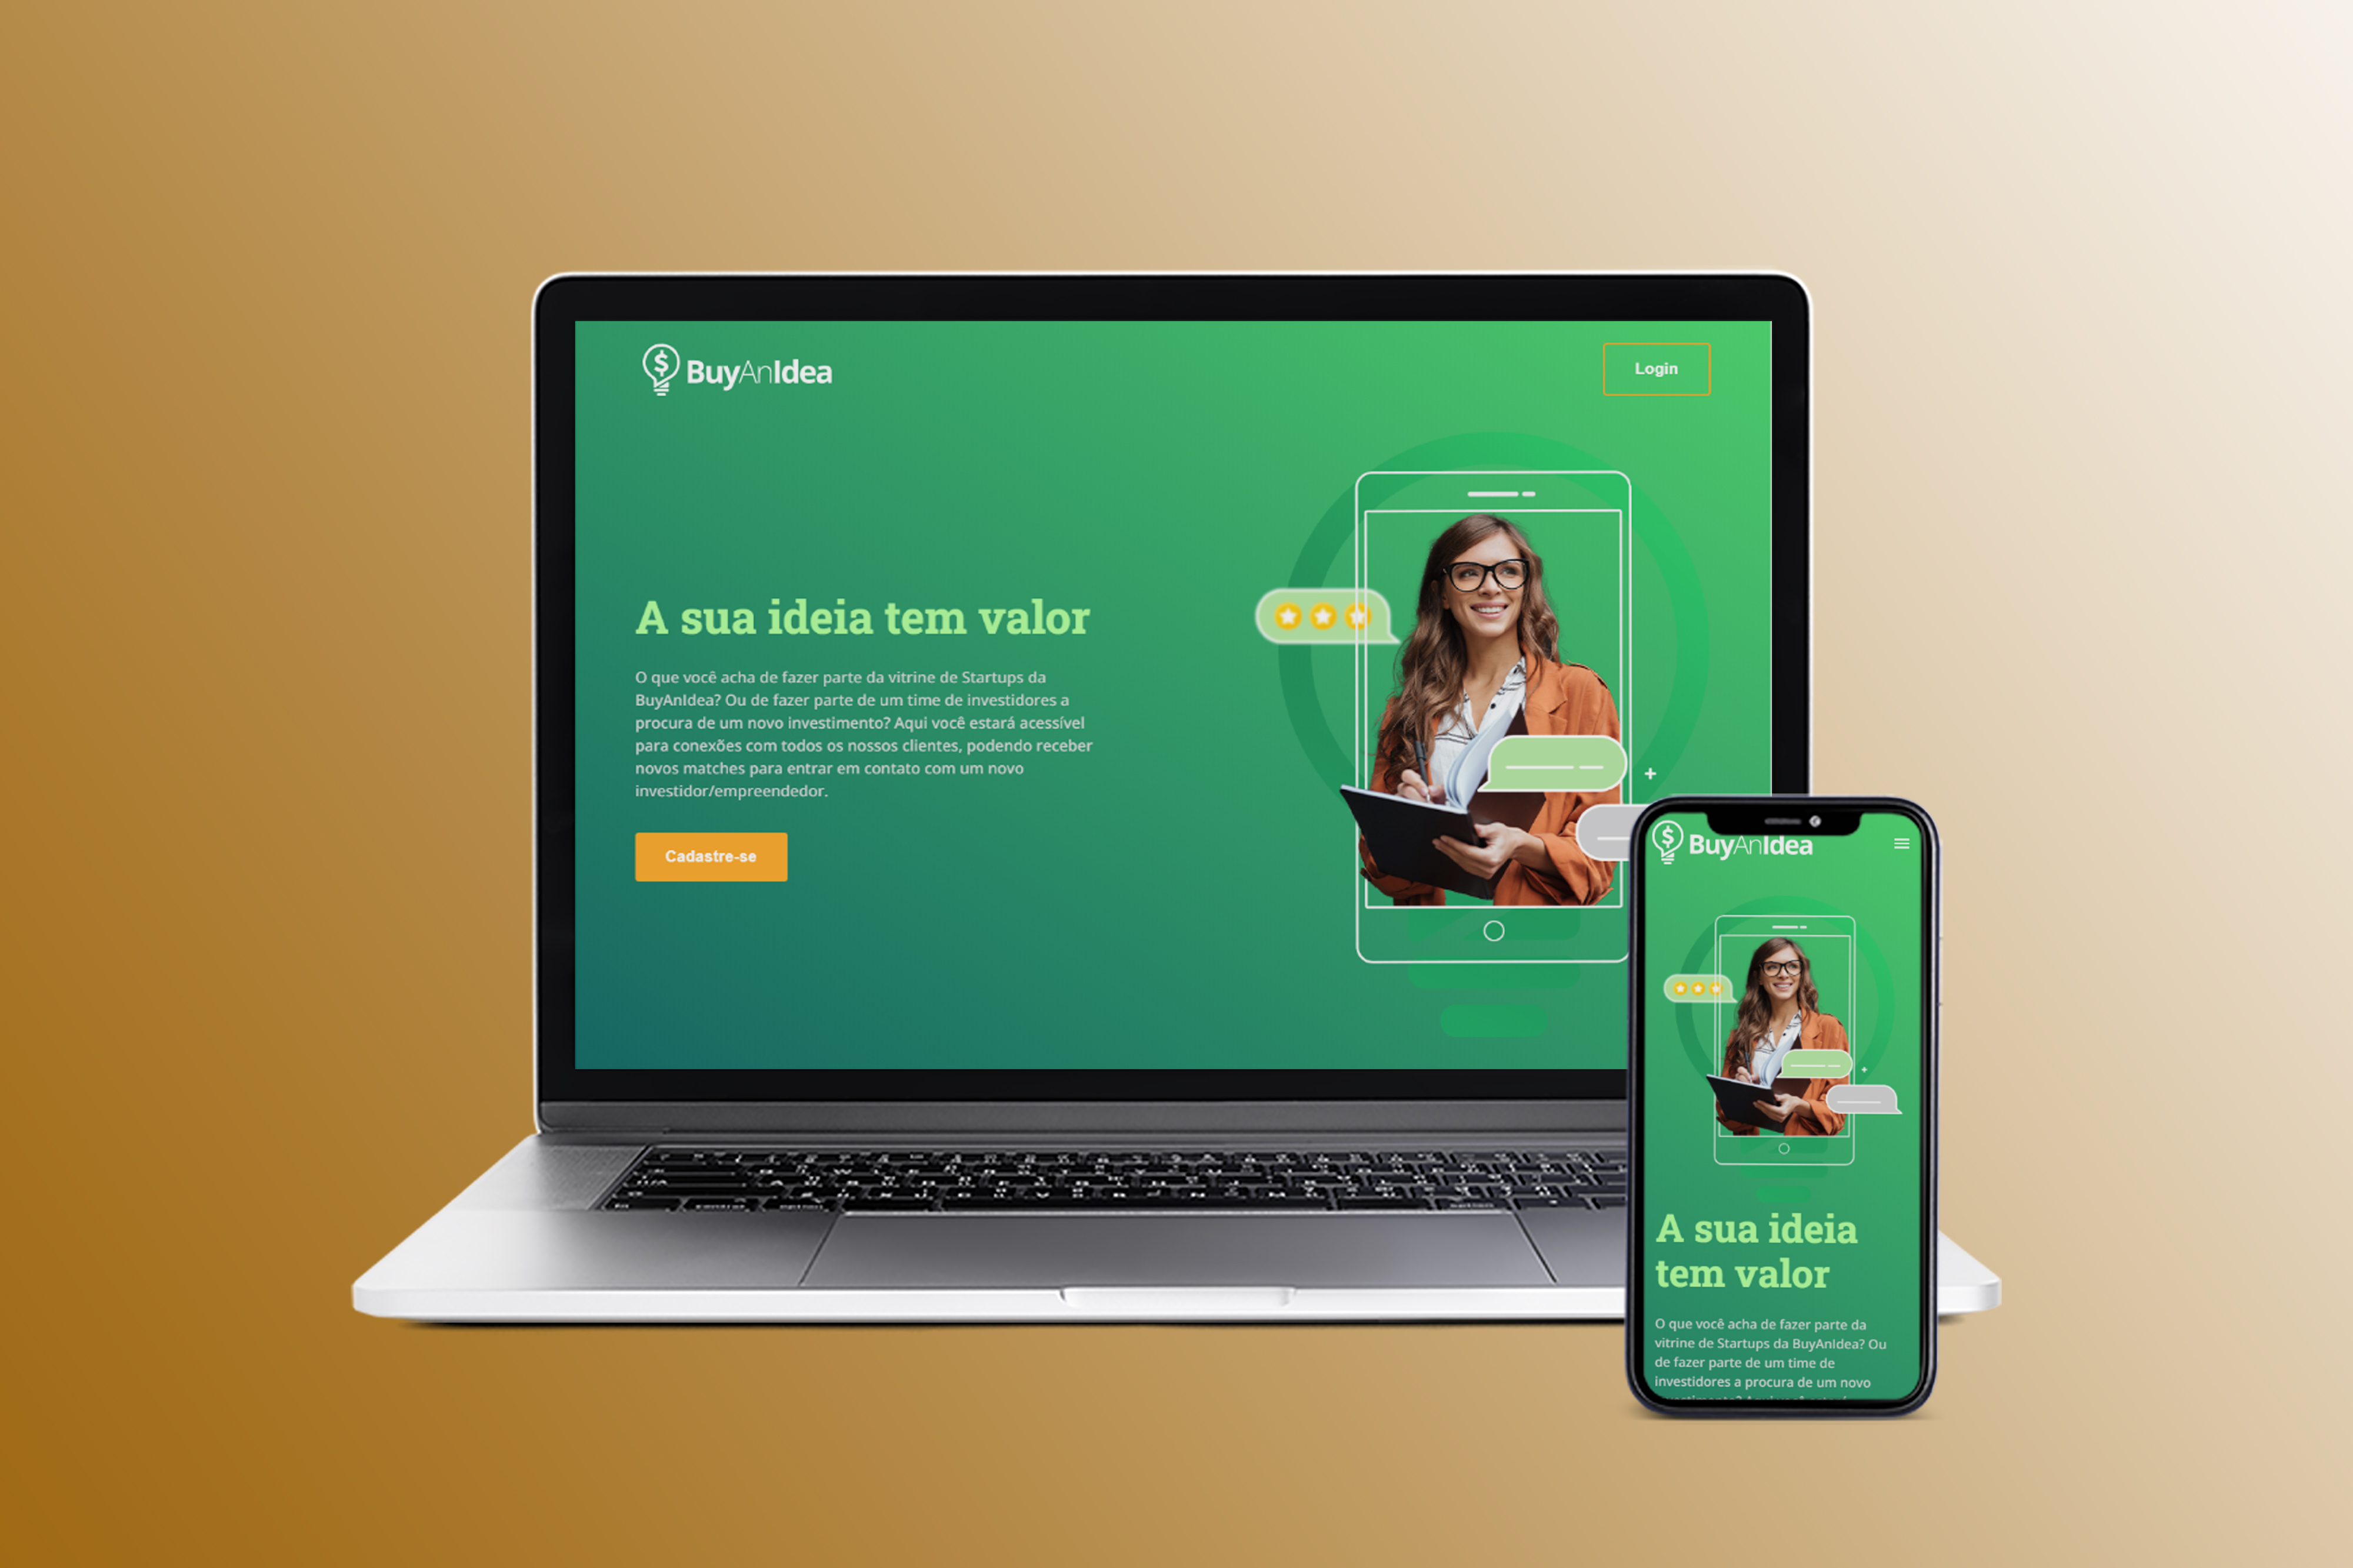 BuyAnIdea
Login
A sua ideia tem valor
O que você acha de fazer parte da vitrine de Startups da
BuyAnIdea? Ou de fazer parte de um time de investidores a
procura de um novo investimento? Aqui você estará acessível
para conexões com todos os nossos clientes, podendo receber
novos matches para entrar em contato com um novo
investidor/empreendedor.
Cadastre-se
BuyAnIdea
A sua ideia
tem valor
O que você acha de fazer parte da
vitrine de Startups da BuyAnIdea? Ou
de fazer parte de um time de
investidores a procura de um novo